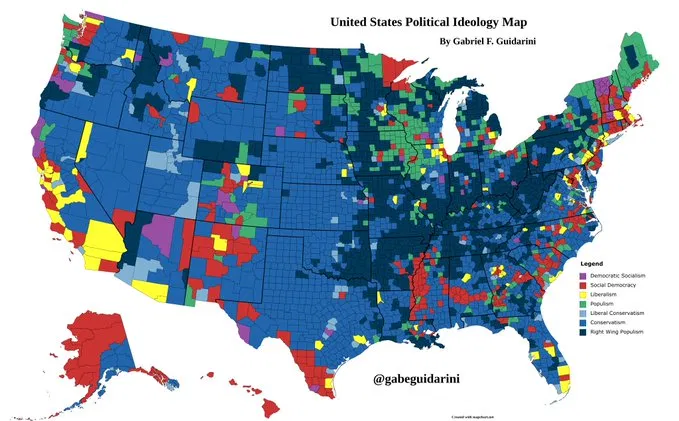 United States Political Ideology Map
By Gabriel F. Guidarini
Legend
Democratic Socialism
Social Democracy
Liberalism
Populism
Liberal Conservatism
Conservatism
Right Wing Populism
@gabeguidarini
Created with mapchart.net